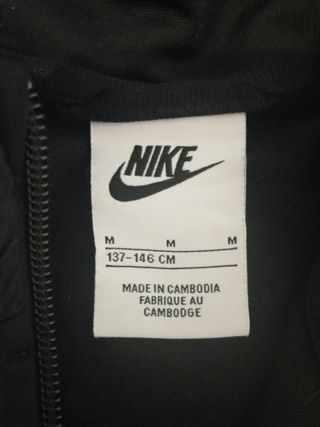 NIKE
M M M
137-146 CM
MADE IN CAMBODIA
FABRIQUE AU
CAMBODGE